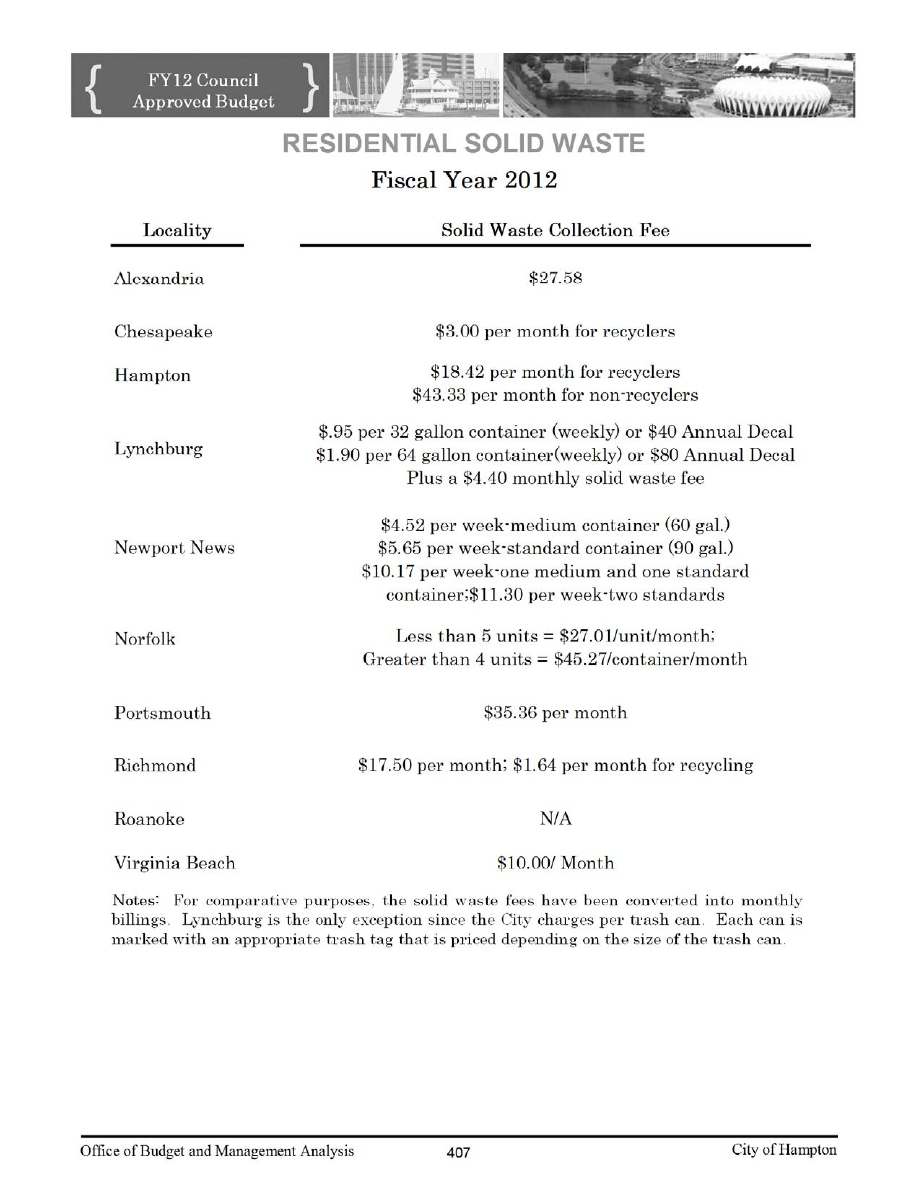 { FY12 Council }
Approved Budget
RESIDENTIAL SOLID WASTE
Fiscal Year 2012
Locality Solid Waste Collection Fee
Alexandria $27.58
Chesapeake $3.00 per month for recyclers
Hampton $18.42 per month for recyclers
$43.33 per month for non-recyclers
$.95 per 32 gallon container (weekly) or $40 Annual Decal
Lynchburg $1.90 per 64 gallon container(weekly) or $80 Annual Decal
Plus a $4.40 monthly solid waste fee
$4.52 per week-medium container (60 gal.)
Newport News $5.65 per week-standard container (90 gal.)
$10.17 per week-one medium and one standard
container;$11.30 per week-two standards
Norfolk Less than 5 units = $27.01/unit/month;
Greater than 4 units = $45.27/container/month
Portsmouth $35.36 per month
Richmond $17.50 per month; $1.64 per month for recycling
Roanoke N/A
Virginia Beach $10.00/ Month
Notes: For comparative purposes, the solid waste fees have been converted into monthly
billings. Lynchburg is the only exception since the City charges per trash can. Each can is
marked with an appropriate trash tag that is priced depending on the size of the trash can.
Office of Budget and Management Analysis 407 City of Hampton